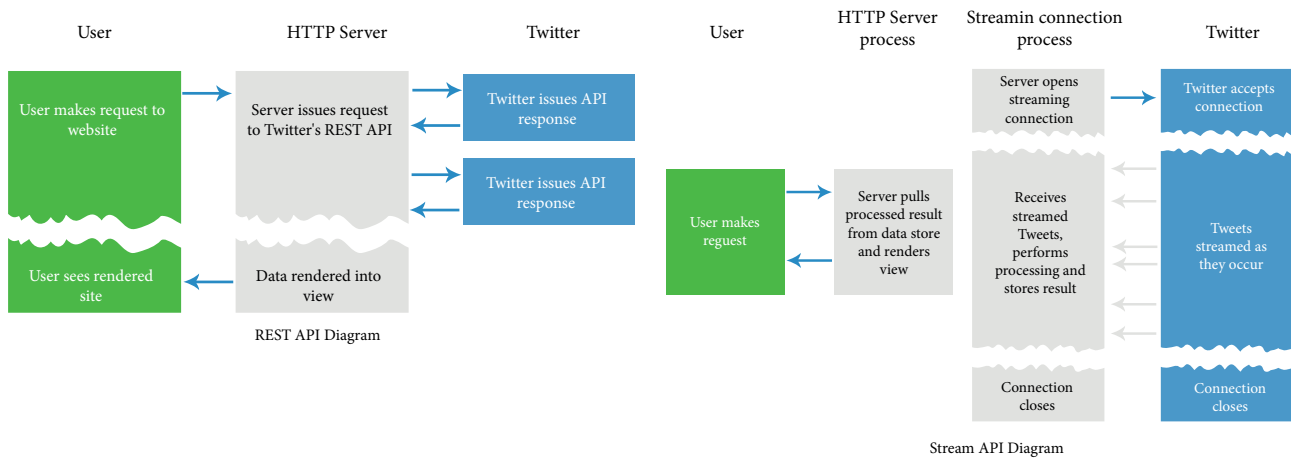 User
HTTP Server
Twitter
User makes request to
website
Server issues request
to Twitter's REST API
Twitter issues API
response
Twitter issues API
response
User sees rendered
site
Data rendered into
view
REST API Diagram
User
HTTP Server
process
Streamin connection
process
Twitter
Server opens
streaming
connection
Twitter accepts
connection
User makes
reguest
Server pulls
processed result
from data store
and renders
view
Receives
streamed
Tweets,
performs
processing and
stores result
Tweets
streamed as
they occur
Connection
closes
Connection
closes
Stream API Diagram